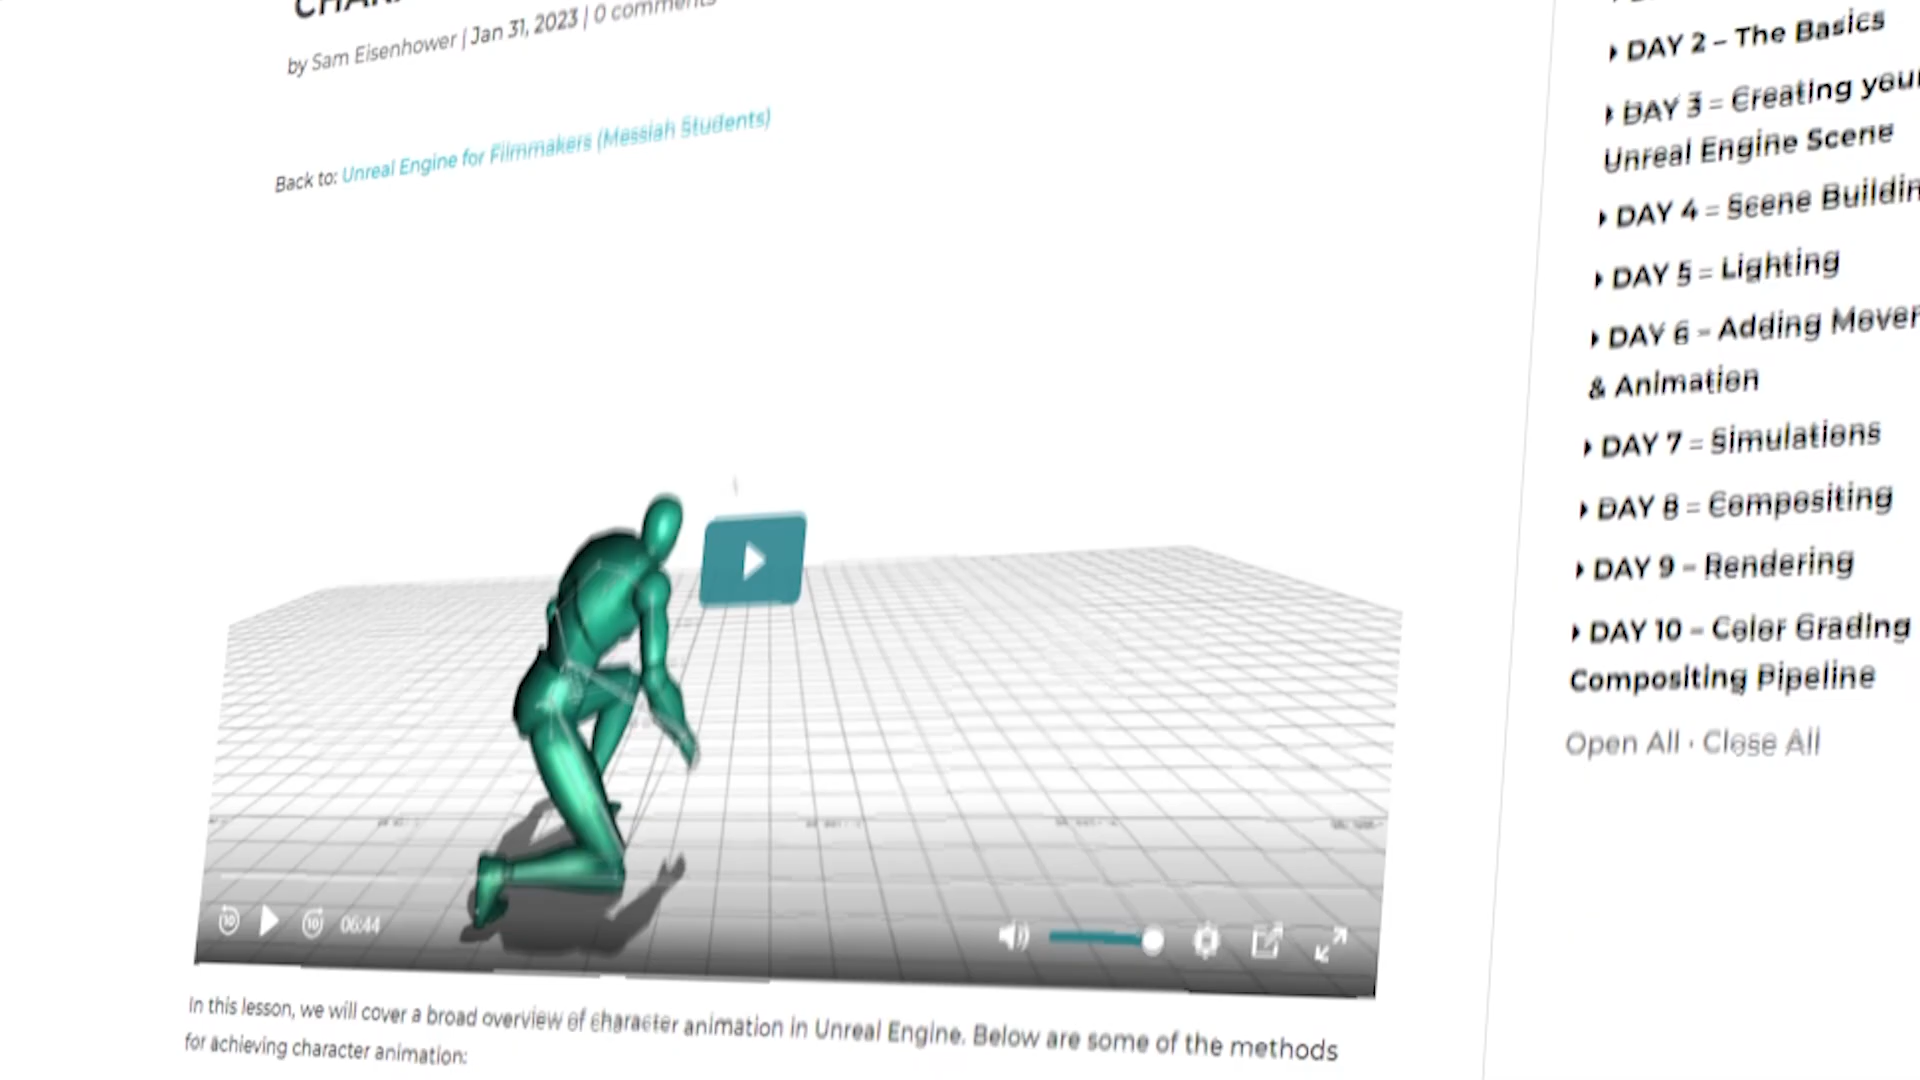 by Sam Eisenhower | Jan 31, 2023 | 0 comments
Back to: Unreal Engine for Filmmakers (Messiah Students)
06:44
In this lesson, we will cover a broad overview of character animation in Unreal Engine. Below are some of the methods
for achieving character animation:
DAY 2 – The Basics
DAY 3 – Creating your
Unreal Engine Scene
DAY 4 – Scene Buildin
DAY 5 – Lighting
DAY 6 – Adding Mover
& Animation
DAY 7 – Simulations
DAY 8 – Compositing
DAY 9 – Rendering
DAY 10 – Color Grading
Compositing Pipeline
Open All · Close All